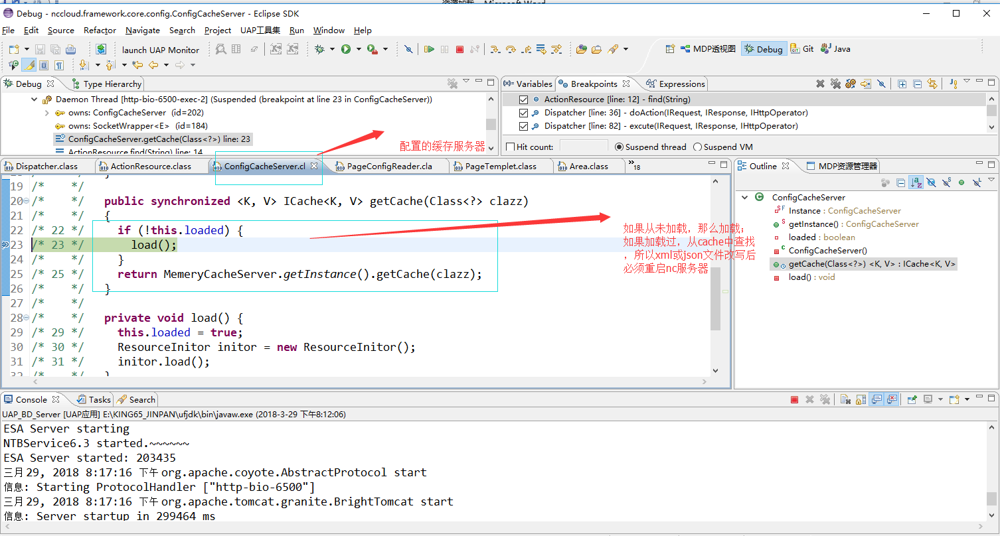 Debug - nccloud.framework.core.config.ConfigCacheServer - Eclipse SDK
File Edit Source Refactor Navigate Search Project UAP工具集 Run Window Help
launch UAP Monitor
MDP透视图 Debug Git Java
Debug Type Hierarchy
Daemon Thread [http-bio-6500-exec-2] (Suspended (breakpoint at line 23 in ConfigCacheServer))
owns: ConfigCacheServer (id=202)
owns: SocketWrapper<E> (id=184)
ConfigCacheServer.getCache(Class<?>) line: 23
ActionResource.find(String) line: 14
配置的缓存服务器
(x)= Variables Breakpoints Expressions
ActionResource [line: 12] - find(String)
Dispatcher [line: 36] - doAction(IRequest, IResponse, IHttpOperator)
Dispatcher [line: 82] - excute(IRequest, IResponse, IHttpOperator)
Hit count: Suspend thread Suspend VM
Dispatcher.class ActionResource.class ConfigCacheServer.cl PageConfigReader.cla PageTemplet.class Area.class »18
19 /* */
20 /* */ public synchronized <K, V> ICache<K, V> getCache(Class<?> clazz)
21 /* */ {
22 /* 22 */ if (!this.loaded) {
23 /* 23 */ load();
24 /* */ }
25 /* 25 */ return MemeryCacheServer.getInstance().getCache(clazz);
26 /* */ }
27 /* */
28 /* */ private void load() {
29 /* 29 */ this.loaded = true;
30 /* 30 */ ResourceInitor initor = new ResourceInitor();
31 /* 31 */ initor.load();
32 /* */ }
如果从未加载，那么加载；
如果加载过，从cache中查找
，所以xml或json文件改写后
必须重启nc服务器
Outline MDP资源管理器
ConfigCacheServer
Instance : ConfigCacheServer
getInstance() : ConfigCacheServer
loaded : boolean
ConfigCacheServer()
getCache(Class<?>) <K, V> : ICache<K, V>
load() : void
Console Tasks Search
UAP_BD_Server [UAP应用] E:\KING65_JINPAN\ufjdk\bin\javaw.exe (2018-3-29 下午8:12:06)
ESA Server starting
NTBService6.3 started.~~~~~~
ESA Server started: 203435
三月 29, 2018 8:17:16 下午 org.apache.coyote.AbstractProtocol start
信息: Starting ProtocolHandler ["http-bio-6500"]
三月 29, 2018 8:17:16 下午 org.apache.tomcat.granite.BrightTomcat start
信息: Server startup in 299464 ms